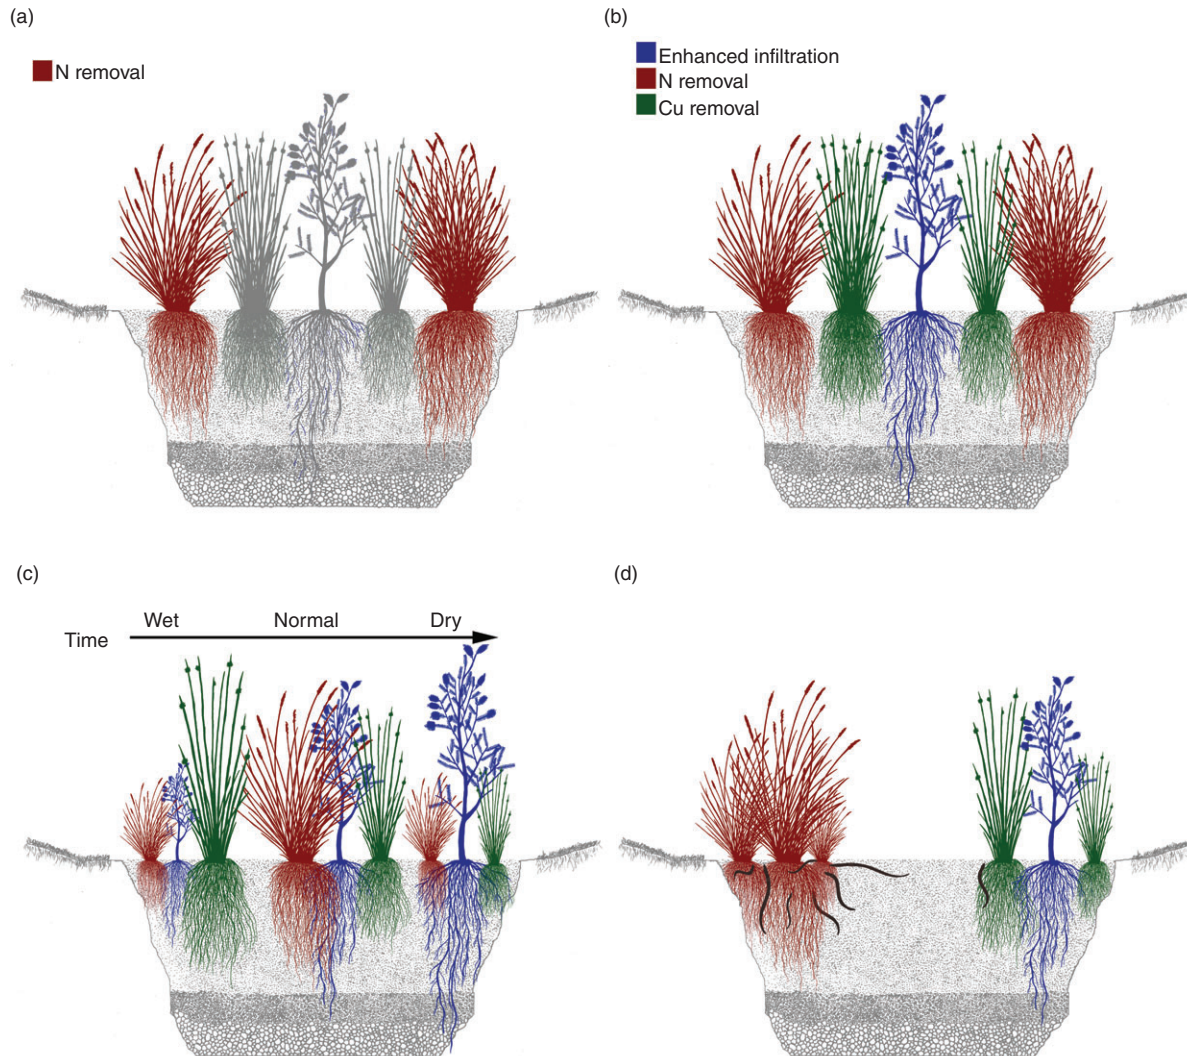 (a)
N removal
(b)
Enhanced infiltration
N removal
Cu removal
(c)
Wet Normal Dry
Time
(d)